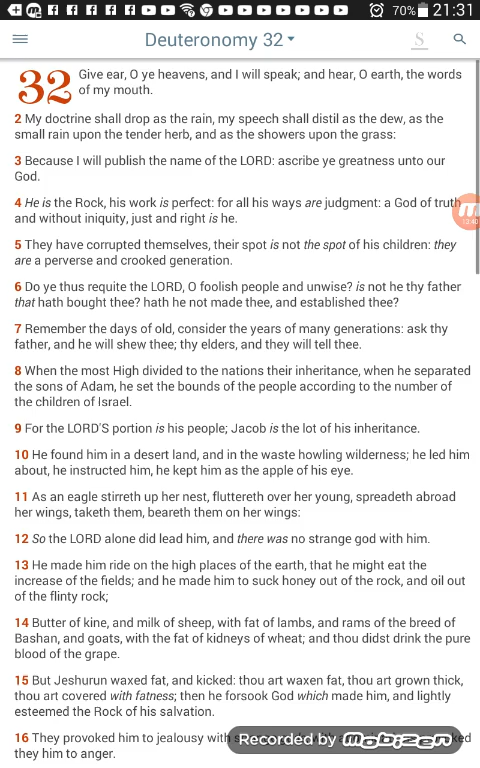 70% 21:31
Deuteronomy 32
S
32 Give ear, O ye heavens, and I will speak; and hear, O earth, the words
of my mouth.
2 My doctrine shall drop as the rain, my speech shall distil as the dew, as the
small rain upon the tender herb, and as the showers upon the grass:
3 Because I will publish the name of the LORD: ascribe ye greatness unto our
God.
4 He is the Rock, his work is perfect: for all his ways are judgment: a God of truth
and without iniquity, just and right is he.
13:40
5 They have corrupted themselves, their spot is not the spot of his children: they
are a perverse and crooked generation.
6 Do ye thus requite the LORD, O foolish people and unwise? is not he thy father
that hath bought thee? hath he not made thee, and established thee?
7 Remember the days of old, consider the years of many generations: ask thy
father, and he will shew thee; thy elders, and they will tell thee.
8 When the most High divided to the nations their inheritance, when he separated
the sons of Adam, he set the bounds of the people according to the number of
the children of Israel.
9 For the LORD'S portion is his people; Jacob is the lot of his inheritance.
10 He found him in a desert land, and in the waste howling wilderness; he led him
about, he instructed him, he kept him as the apple of his eye.
11 As an eagle stirreth up her nest, fluttereth over her young, spreadeth abroad
her wings, taketh them, beareth them on her wings:
12 So the LORD alone did lead him, and there was no strange god with him.
13 He made him ride on the high places of the earth, that he might eat the
increase of the fields; and he made him to suck honey out of the rock, and oil out
of the flinty rock;
14 Butter of kine, and milk of sheep, with fat of lambs, and rams of the breed of
Bashan, and goats, with the fat of kidneys of wheat; and thou didst drink the pure
blood of the grape.
15 But Jeshurun waxed fat, and kicked: thou art waxen fat, thou art grown thick,
thou art covered with fatness; then he forsook God which made him, and lightly
esteemed the Rock of his salvation.
16 They provoked him to jealousy with
they him to anger.
Recorded by mobizen